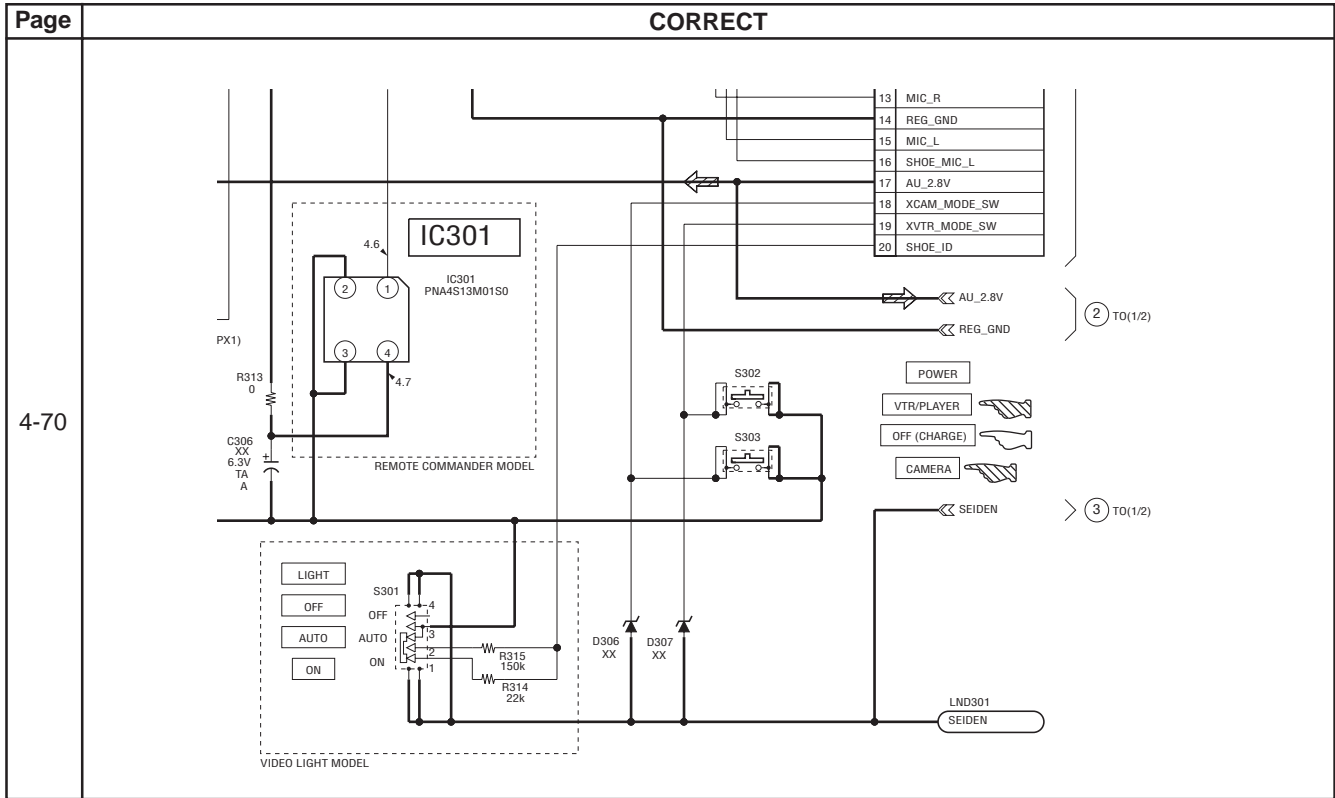 Page
CORRECT
4-70
13 MIC_R
14 REG_GND
15 MIC_L
16 SHOE_MIC_L
17 AU_2.8V
18 XCAM_MODE_SW
19 XVTR_MODE_SW
20 SHOE_ID
AU_2.8V
REG_GND
2 TO(1/2)
IC301
4.6
IC301
PNA4S13M01S0
2 1
3 4
4.7
PX1)
R313
0
C306
XX
6.3V
TA
A
+
REMOTE COMMANDER MODEL
S302
S303
POWER
VTR/PLAYER
OFF (CHARGE)
CAMERA
SEIDEN
3 TO(1/2)
LIGHT
OFF
AUTO
ON
S301
OFF
AUTO
ON
4
3
2
1
R315
150k
R314
22k
D306
XX
D307
XX
LND301
SEIDEN
VIDEO LIGHT MODEL